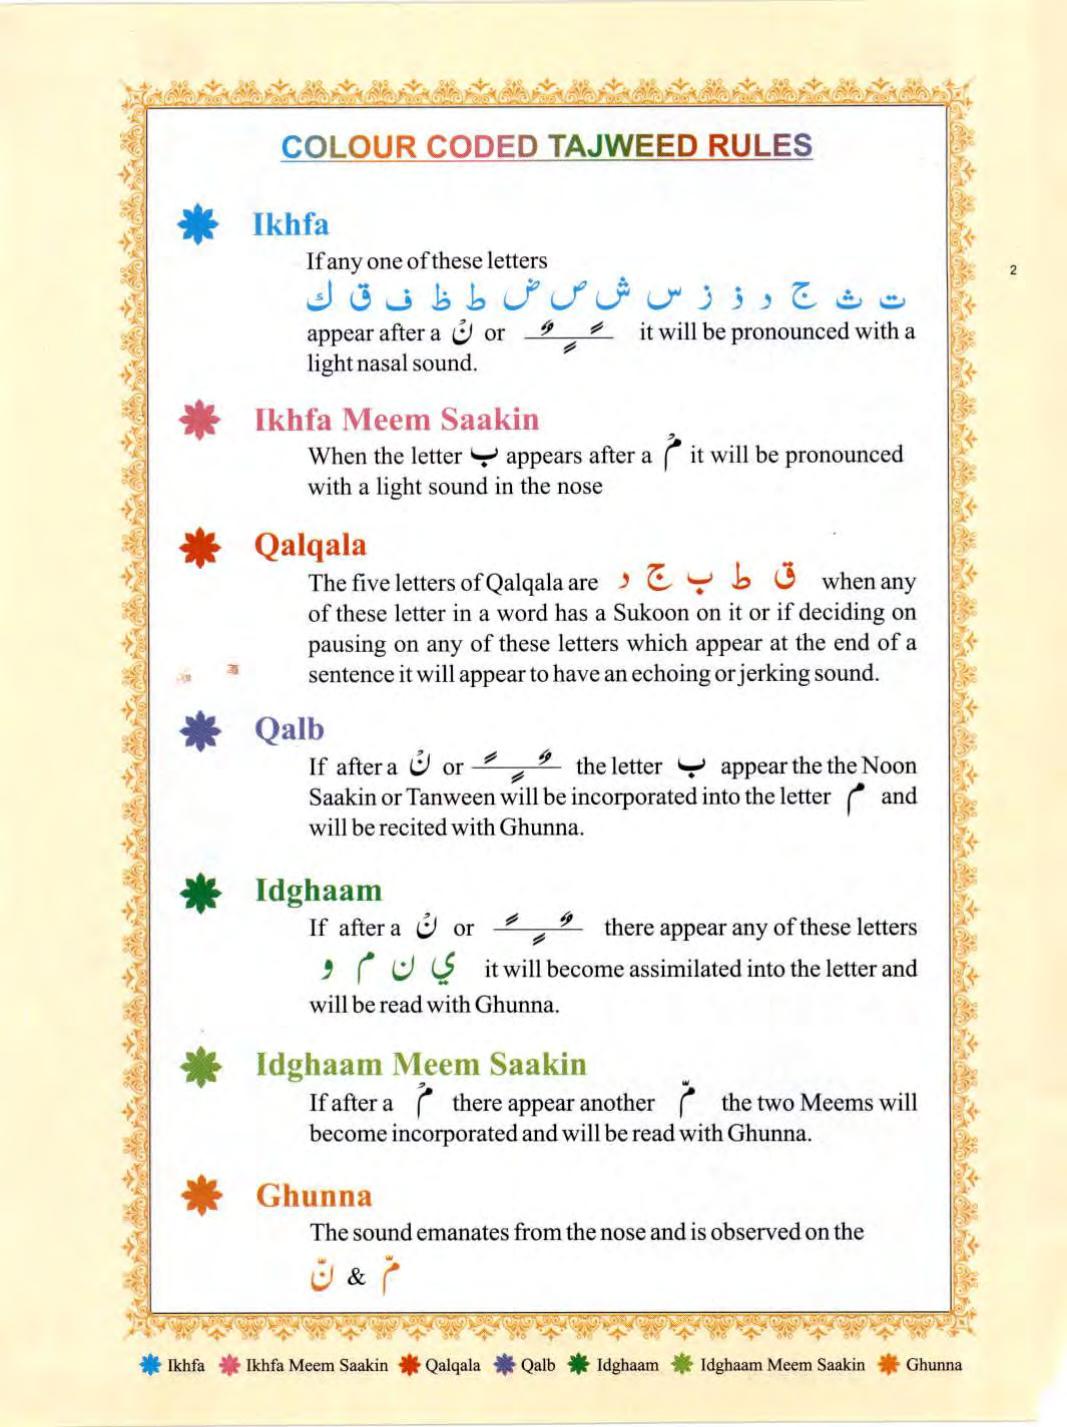 COLOUR CODED TAJWEED RULES
2
Ikhfa
If any one of these letters
ت ث ج د ذ ز س ش ص ض ط ظ ف ق ك
appear after a نْ or ـًـٍـٌ it will be pronounced with a
light nasal sound.
Ikhfa Meem Saakin
When the letter ب appears after a مْ it will be pronounced
with a light sound in the nose
Qalqala
The five letters of Qalqala are ق ط ب ج د when any
of these letter in a word has a Sukoon on it or if deciding on
pausing on any of these letters which appear at the end of a
sentence it will appear to have an echoing or jerking sound.
Qalb
If after a نْ or ـًـٍـٌ the letter ب appear the the Noon
Saakin or Tanween will be incorporated into the letter م and
will be recited with Ghunna.
Idghaam
If after a نْ or ـًـٍـٌ there appear any of these letters
ي ن م و it will become assimilated into the letter and
will be read with Ghunna.
Idghaam Meem Saakin
If after a مْ there appear another مّ the two Meems will
become incorporated and will be read with Ghunna.
Ghunna
The sound emanates from the nose and is observed on the
نّ & مّ
Ikhfa Ikhfa Meem Saakin Qalqala Qalb Idghaam Idghaam Meem Saakin Ghunna